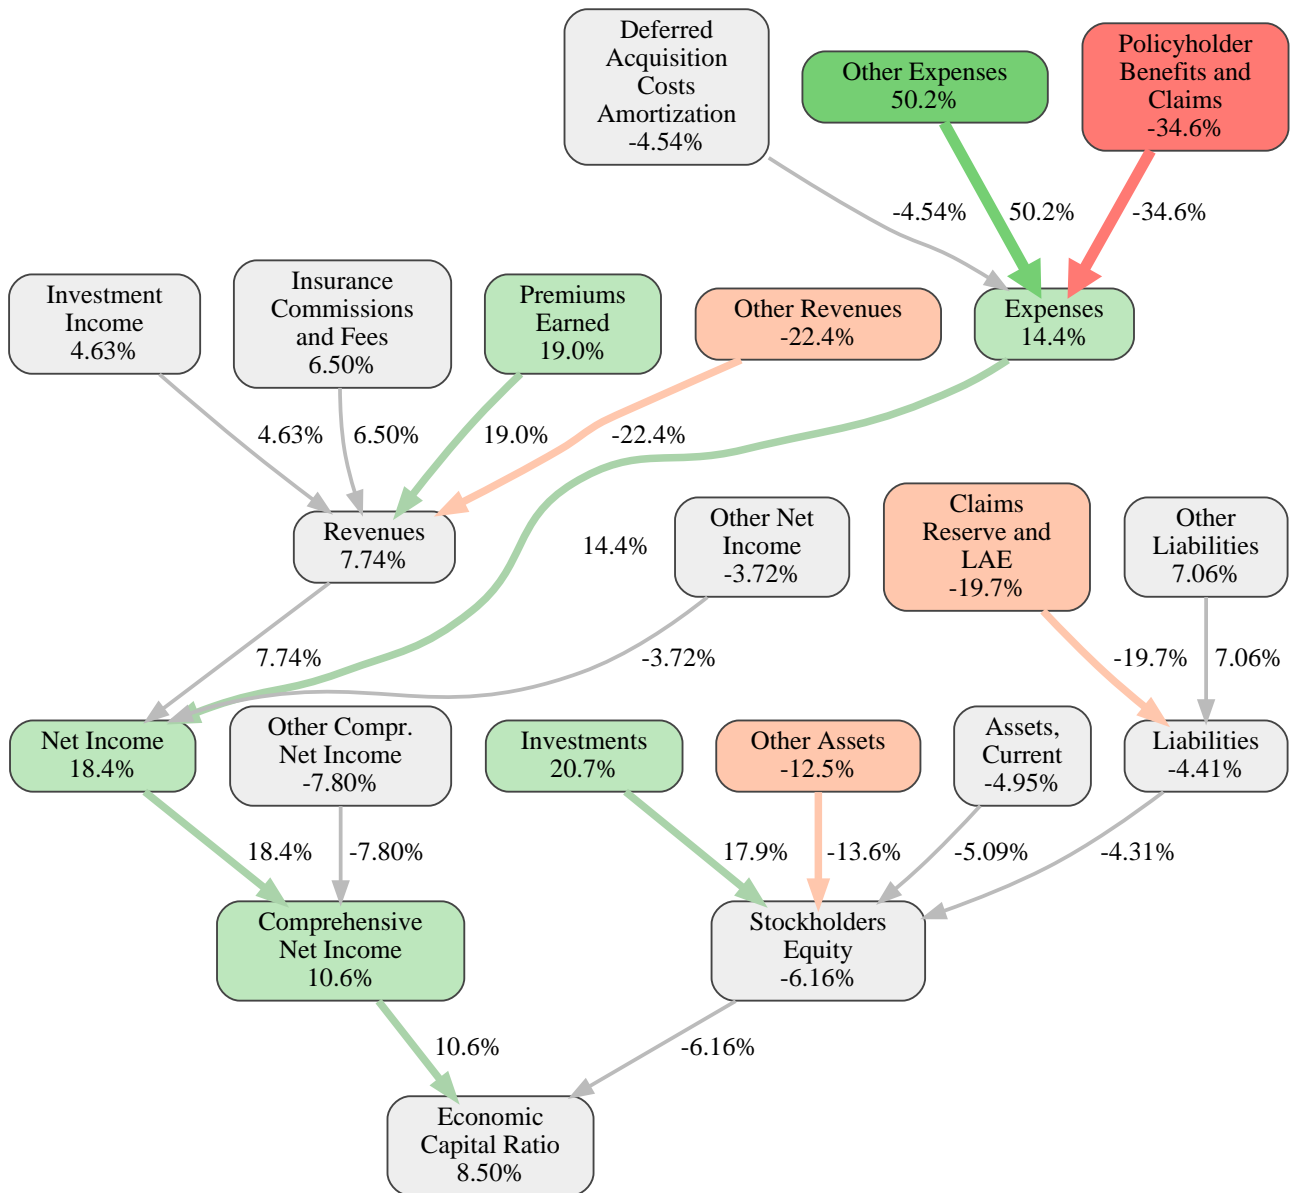 Deferred
Acquisition
Costs
Amortization
-4.54%
Other Expenses
50.2%
Policyholder
Benefits and
Claims
-34.6%
-4.54%
50.2%
-34.6%
Investment
Income
4.63%
Insurance
Commissions
and Fees
6.50%
Premiums
Earned
19.0%
Other Revenues
-22.4%
Expenses
14.4%
4.63%
6.50%
19.0%
-22.4%
Revenues
7.74%
14.4%
Other Net
Income
-3.72%
Claims
Reserve and
LAE
-19.7%
Other
Liabilities
7.06%
7.74%
-3.72%
-19.7%
7.06%
Net Income
18.4%
Other Compr.
Net Income
-7.80%
Investments
20.7%
Other Assets
-12.5%
Assets,
Current
-4.95%
Liabilities
-4.41%
18.4%
-7.80%
17.9%
-13.6%
-5.09%
-4.31%
Comprehensive
Net Income
10.6%
Stockholders
Equity
-6.16%
10.6%
-6.16%
Economic
Capital Ratio
8.50%